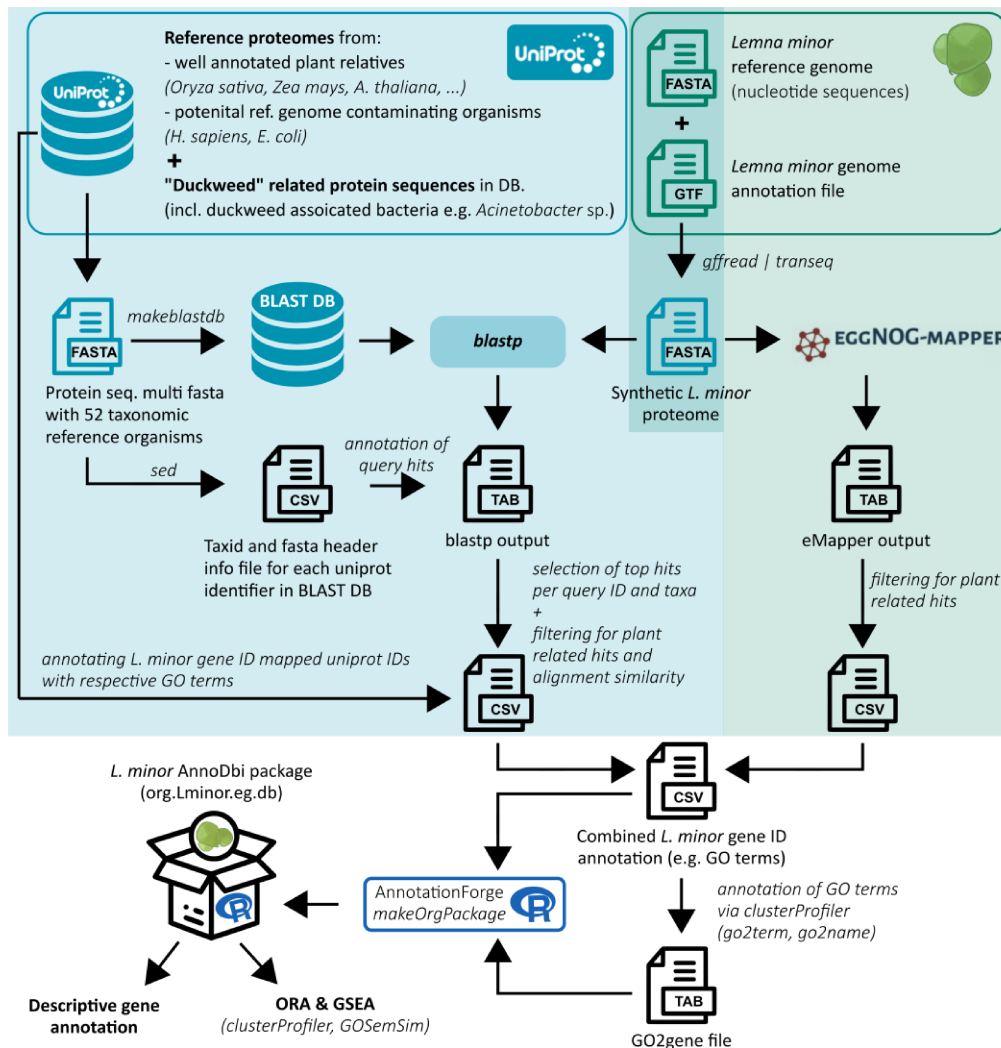 Reference proteomes from:
- well annotated plant relatives
(Oryza sativa, Zea mays, A. thaliana, ...)
- potenital ref. genome contaminating organisms
(H. sapiens, E. coli)
+
"Duckweed" related protein sequences in DB.
(incl. duckweed assoicated bacteria e.g. Acinetobacter sp.)
UniProt
UniProt
Lemna minor
reference genome
(nucleotide sequences)
FASTA
+
Lemna minor genome
annotation file
GTF
gffread | transeq
makeblastdb
BLAST DB
blastp
FASTA
FASTA
EGGNOG-MAPPER
Protein seq. multi fasta
with 52 taxonomic
reference organisms
Synthetic L. minor
proteome
sed
annotation of
query hits
CSV
TAB
TAB
Taxid and fasta header
info file for each uniprot
identifier in BLAST DB
blastp output
eMapper output
selection of top hits
per query ID and taxa
+
filtering for plant
related hits and
alignment similarity
filtering for plant
related hits
annotating L. minor gene ID mapped uniprot IDs
with respective GO terms
CSV
CSV
L. minor AnnoDbi package
(org.Lminor.eg.db)
CSV
Combined L. minor gene ID
annotation (e.g. GO terms)
R
AnnotationForge
makeOrgPackage
R
annotation of GO terms
via clusterProfiler
(go2term, go2name)
TAB
GO2gene file
Descriptive gene
annotation
ORA & GSEA
(clusterProfiler, GOSemSim)